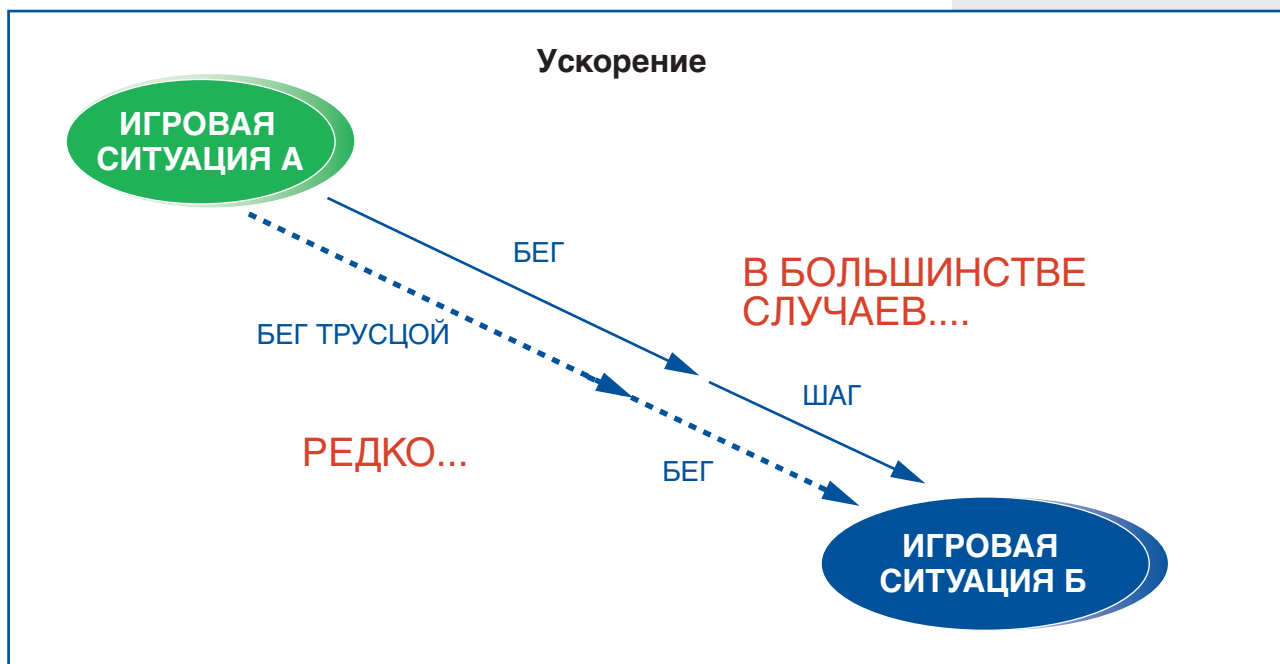 Ускорение
ИГРОВАЯ
СИТУАЦИЯ А
БЕГ
В БОЛЬШИНСТВЕ
СЛУЧАЕВ....
БЕГ ТРУСЦОЙ
ШАГ
РЕДКО...
БЕГ
ИГРОВАЯ
СИТУАЦИЯ Б